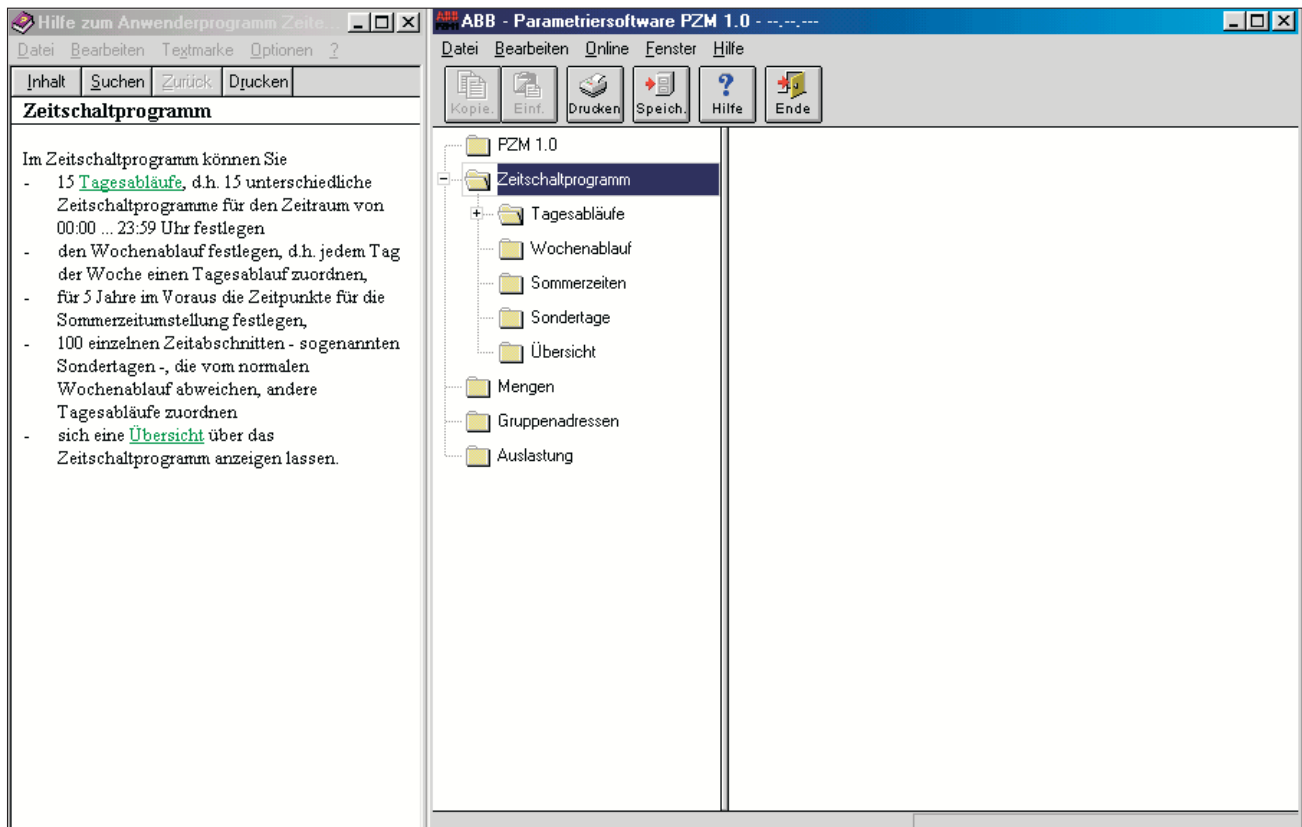 Hilfe zum Anwenderprogramm Zeite...
Datei Bearbeiten Textmarke Optionen ?
Inhalt Suchen Zurück Drucken
Zeitschaltprogramm
Im Zeitschaltprogramm können Sie
- 15 Tagesabläufe, d.h. 15 unterschiedliche
Zeitschaltprogramme für den Zeitraum von
00:00 ... 23:59 Uhr festlegen
- den Wochenablauf festlegen, d.h. jedem Tag
der Woche einen Tagesablauf zuordnen,
- für 5 Jahre im Voraus die Zeitpunkte für die
Sommerzeitumstellung festlegen,
- 100 einzelnen Zeitabschnitten - sogenannten
Sondertagen -, die vom normalen
Wochenablauf abweichen, andere
Tagesabläufe zuordnen
- sich eine Übersicht über das
Zeitschaltprogramm anzeigen lassen.
ABB PZM
ABB - Parametriersoftware PZM 1.0 - --.--.---
Datei Bearbeiten Online Fenster Hilfe
Kopie. Einf. Drucken Speich. Hilfe Ende
PZM 1.0
Zeitschaltprogramm
Tagesabläufe
Wochenablauf
Sommerzeiten
Sondertage
Übersicht
Mengen
Gruppenadressen
Auslastung